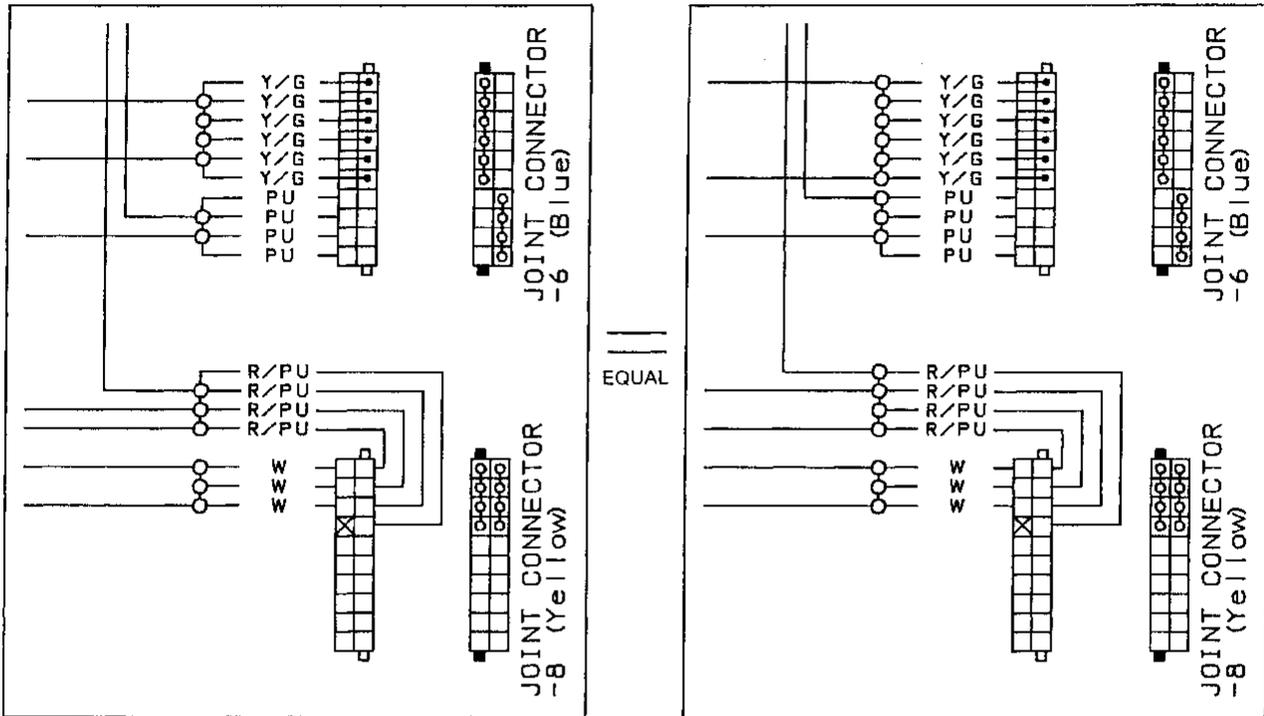 Y/G
Y/G
Y/G
Y/G
Y/G
Y/G
PU
PU
PU
PU
JOINT CONNECTOR
-6 (Blue)
R/PU
R/PU
R/PU
R/PU
W
W
W
JOINT CONNECTOR
-8 (Yellow)
EQUAL
Y/G
Y/G
Y/G
Y/G
Y/G
Y/G
PU
PU
PU
PU
JOINT CONNECTOR
-6 (Blue)
R/PU
R/PU
R/PU
R/PU
W
W
W
JOINT CONNECTOR
-8 (Yellow)